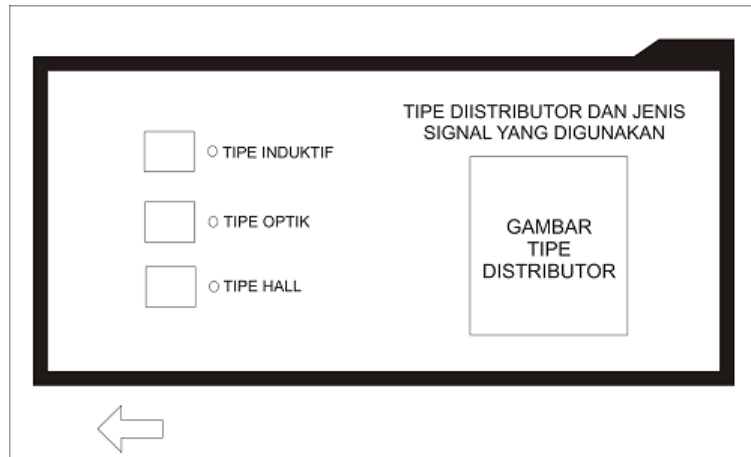 TIPE DIISTRIBUTOR DAN JENIS
SIGNAL YANG DIGUNAKAN
TIPE INDUKTIF
TIPE OPTIK
TIPE HALL
GAMBAR
TIPE
DISTRIBUTOR